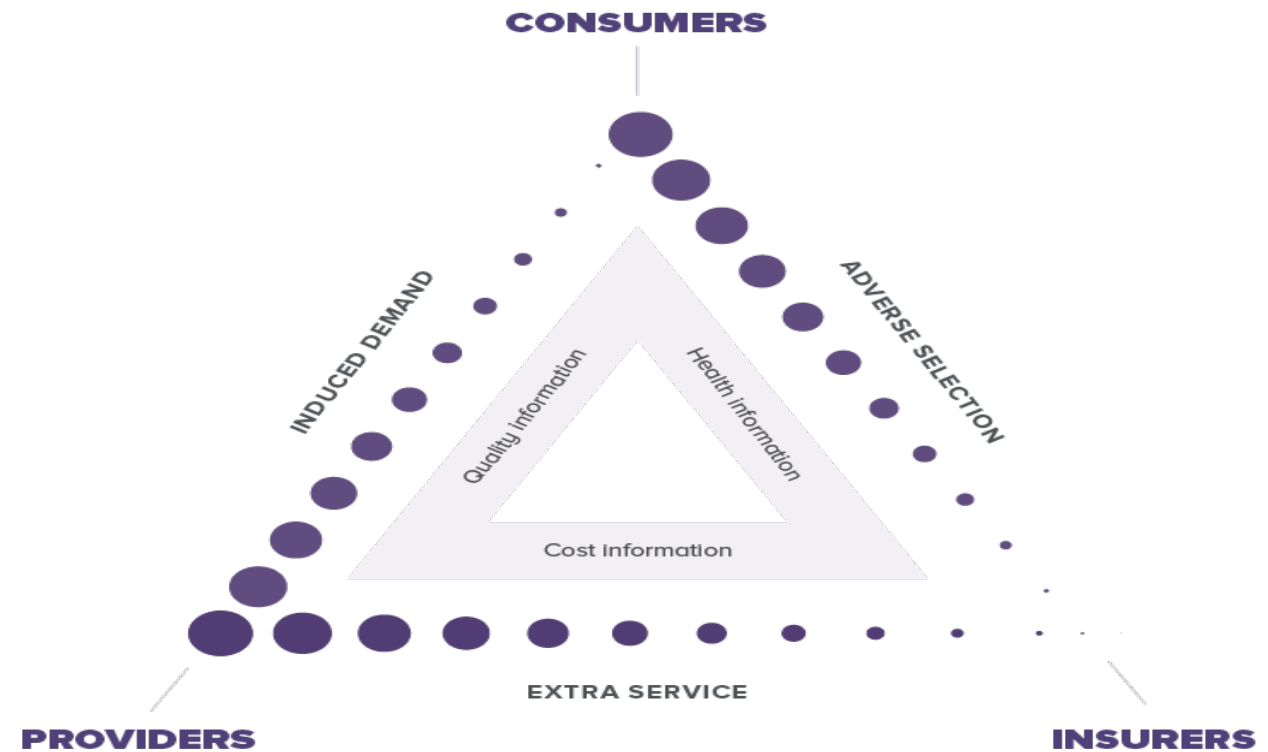 CONSUMERS
INDUCED DEMAND
ADVERSE SELECTION
Quality information
Health information
Cost information
EXTRA SERVICE
PROVIDERS
INSURERS